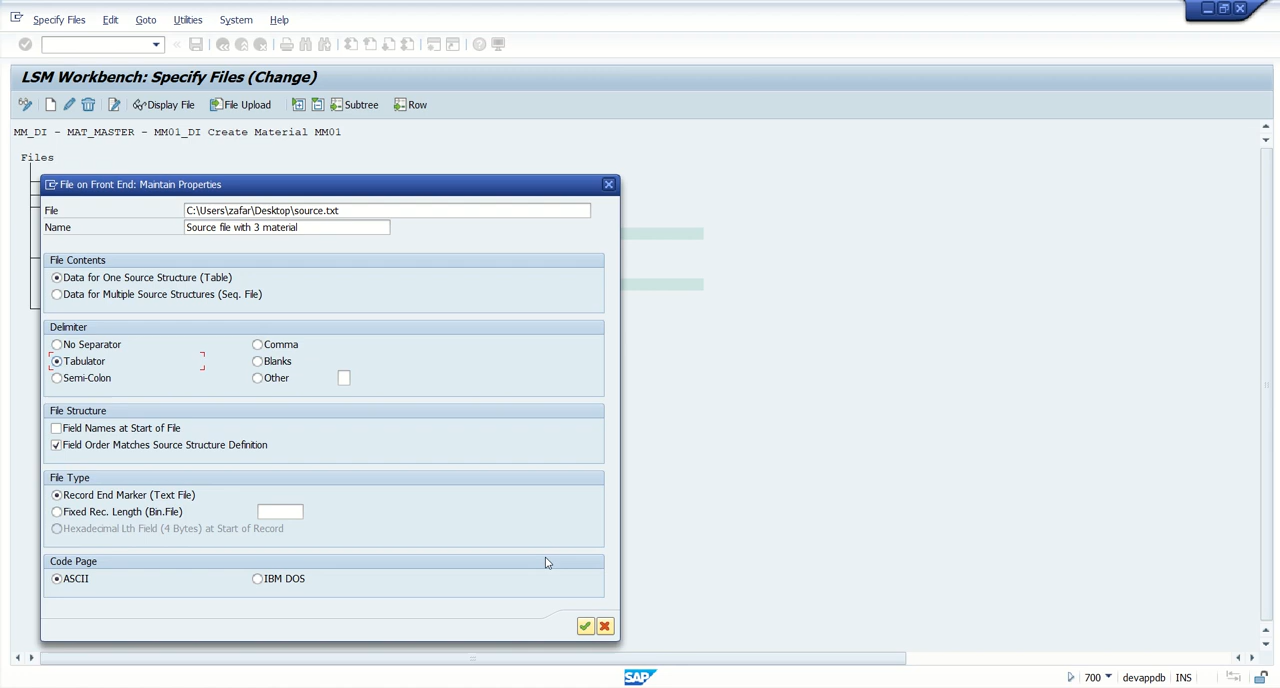 Specify Files Edit Goto Utilities System Help
LSM Workbench: Specify Files (Change)
Display File File Upload Subtree Row
MM_DI - MAT_MASTER - MM01_DI Create Material MM01
Files
File on Front End: Maintain Properties
File C:\Users\zafar\Desktop\source.txt
Name Source file with 3 material
File Contents
Data for One Source Structure (Table)
Data for Multiple Source Structures (Seq. File)
Delimiter
No Separator Comma
Tabulator Blanks
Semi-Colon Other
File Structure
Field Names at Start of File
Field Order Matches Source Structure Definition
File Type
Record End Marker (Text File)
Fixed Rec. Length (Bin.File)
Hexadecimal Lth Field (4 Bytes) at Start of Record
Code Page
ASCII IBM DOS
SAP 700 devappdb INS